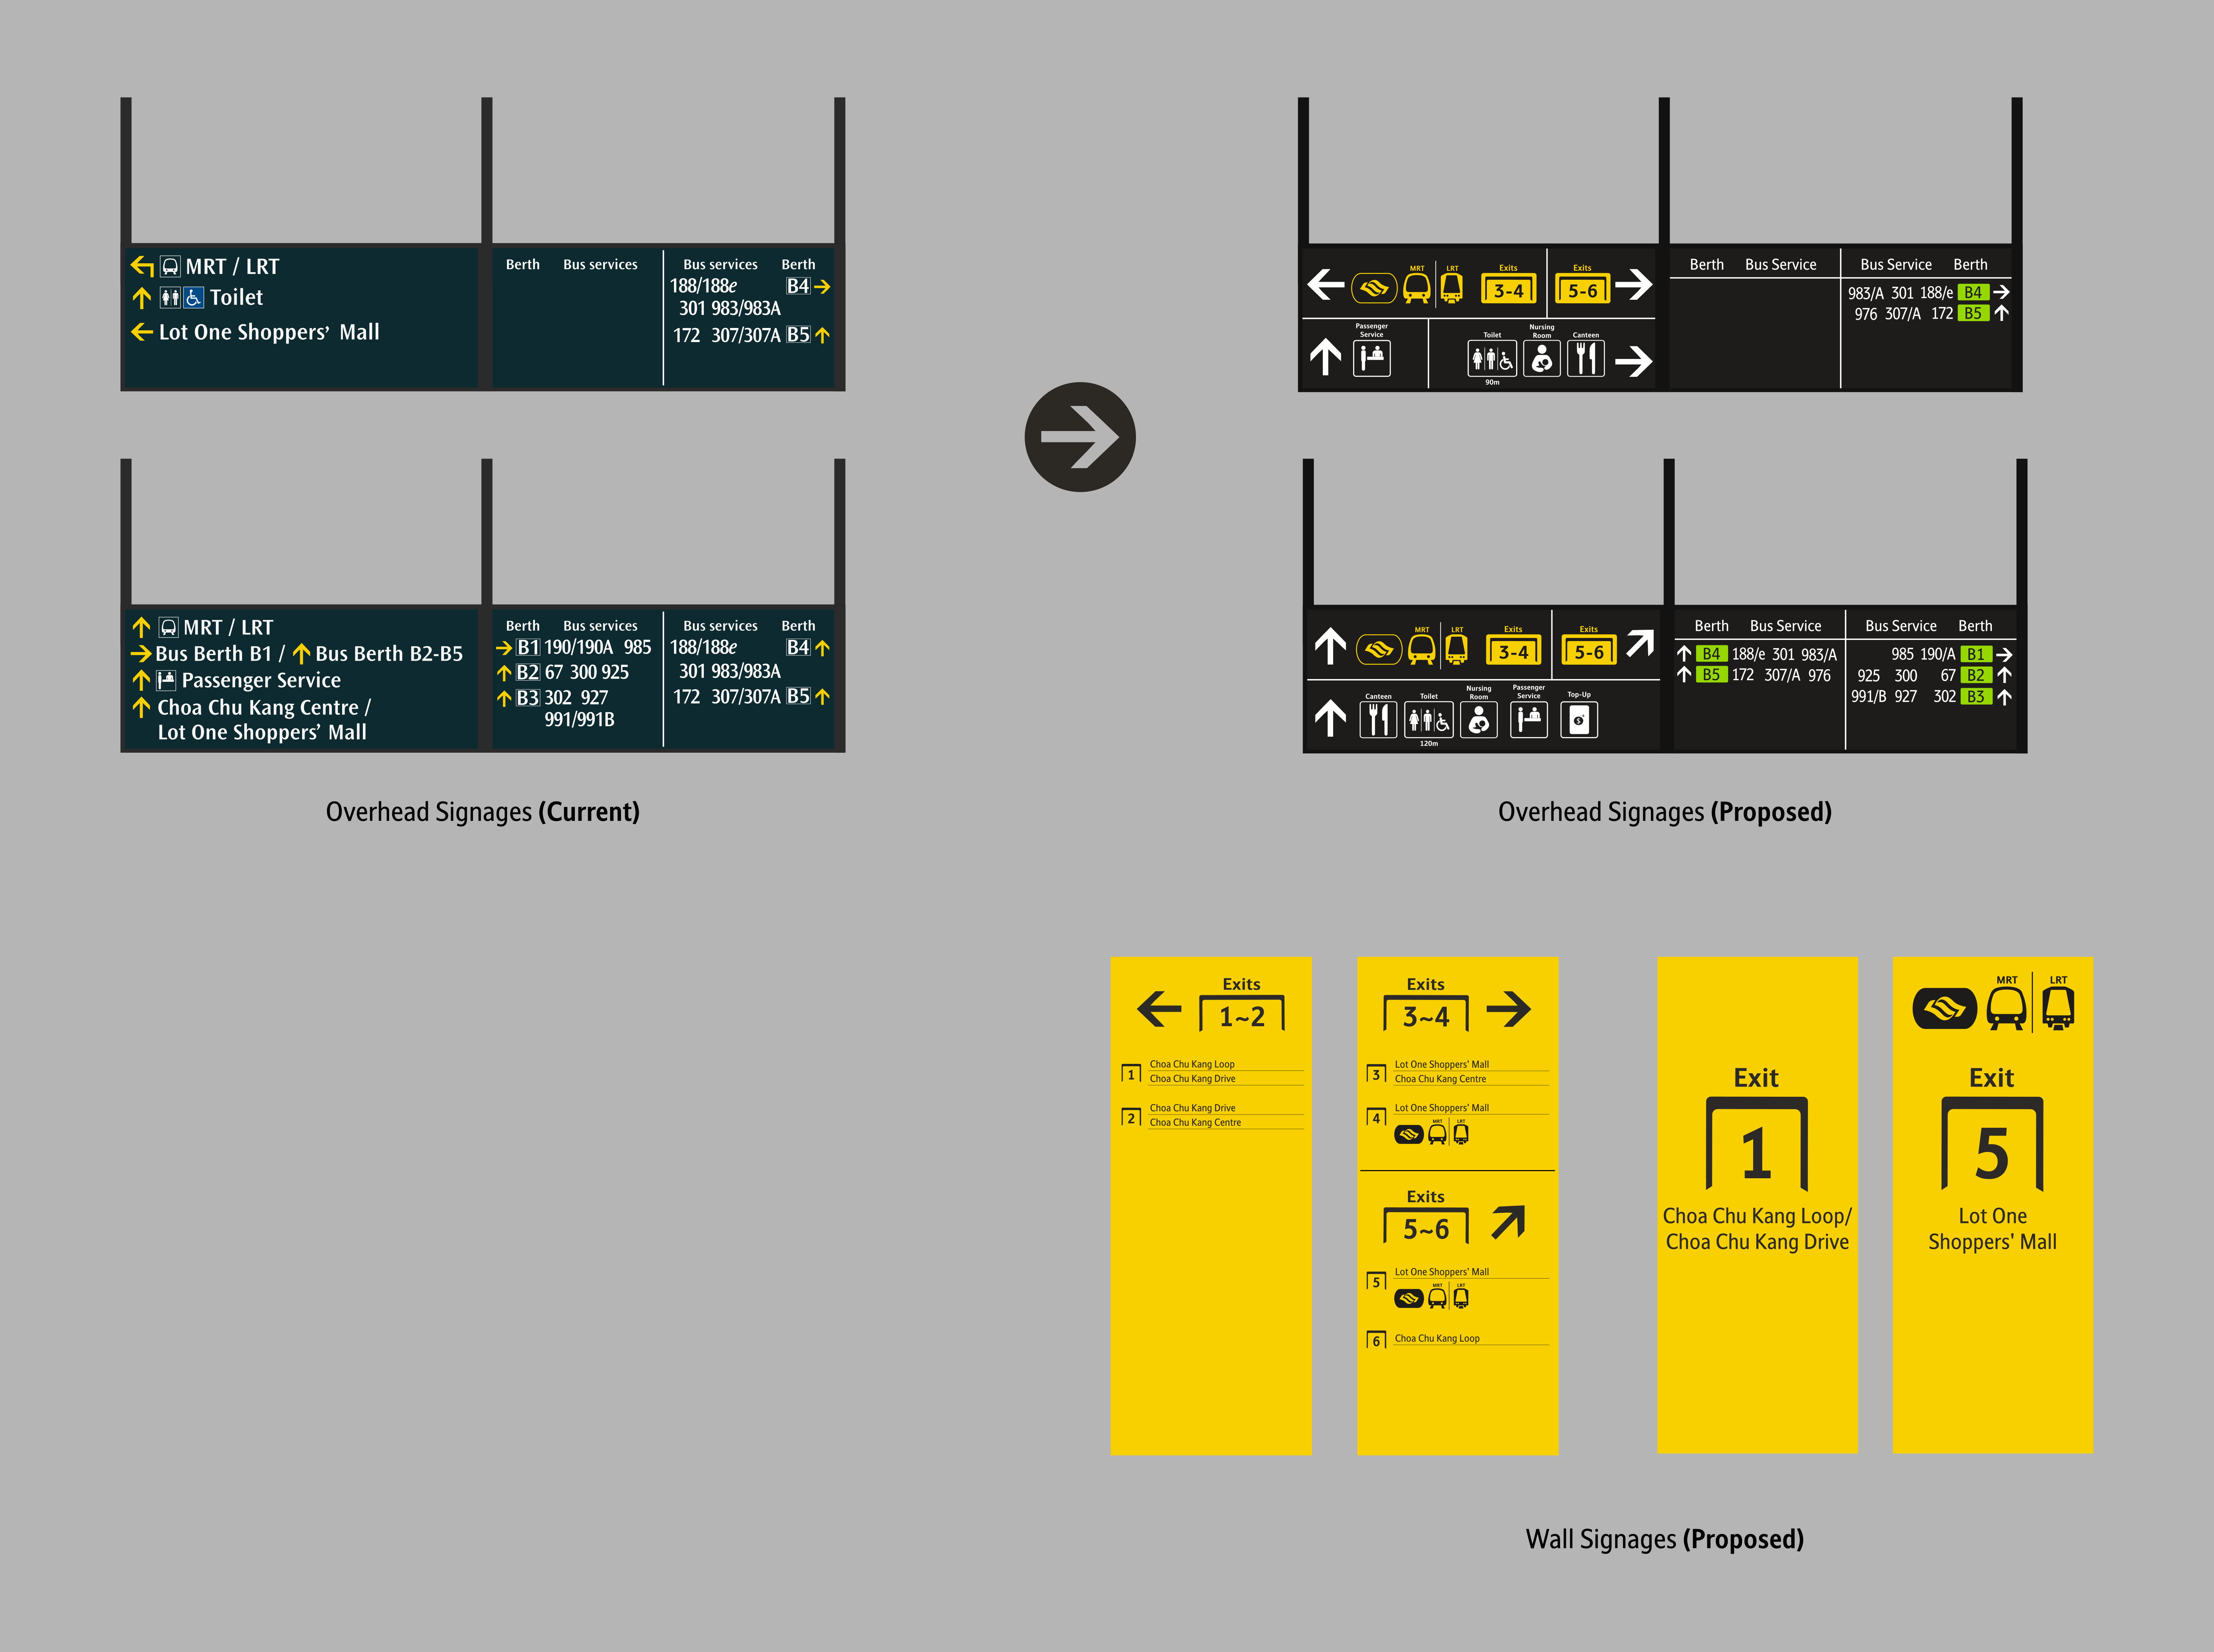 MRT / LRT
Toilet
Lot One Shoppers’ Mall
Berth Bus services
Bus services Berth
188/188e B4
301 983/983A
172 307/307A B5
MRT / LRT
Bus Berth B1 / Bus Berth B2-B5
Passenger Service
Choa Chu Kang Centre /
Lot One Shoppers’ Mall
Berth Bus services
B1 190/190A 985
B2 67 300 925
B3 302 927
991/991B
Bus services Berth
188/188e B4
301 983/983A
172 307/307A B5
Overhead Signages (Current)
MRT LRT Exits Exits
3-4 5-6
Passenger
Service
Toilet
Nursing
Room
Canteen
90m
Berth Bus Service
Bus Service Berth
983/A 301 188/e B4
976 307/A 172 B5
MRT LRT Exits Exits
3-4 5-6
Canteen
Toilet
Nursing
Room
Passenger
Service
Top-Up
$
120m
Berth Bus Service
B4 188/e 301 983/A
B5 172 307/A 976
Bus Service Berth
985 190/A B1
925 300 67 B2
991/B 927 302 B3
Overhead Signages (Proposed)
Exits
1~2
1 Choa Chu Kang Loop
Choa Chu Kang Drive
2 Choa Chu Kang Drive
Choa Chu Kang Centre
Exits
3~4
3 Lot One Shoppers' Mall
Choa Chu Kang Centre
4 Lot One Shoppers' Mall
MRT LRT
Exits
5~6
5 Lot One Shoppers' Mall
MRT LRT
6 Choa Chu Kang Loop
Exit
1
Choa Chu Kang Loop/
Choa Chu Kang Drive
MRT LRT
Exit
5
Lot One
Shoppers' Mall
Wall Signages (Proposed)